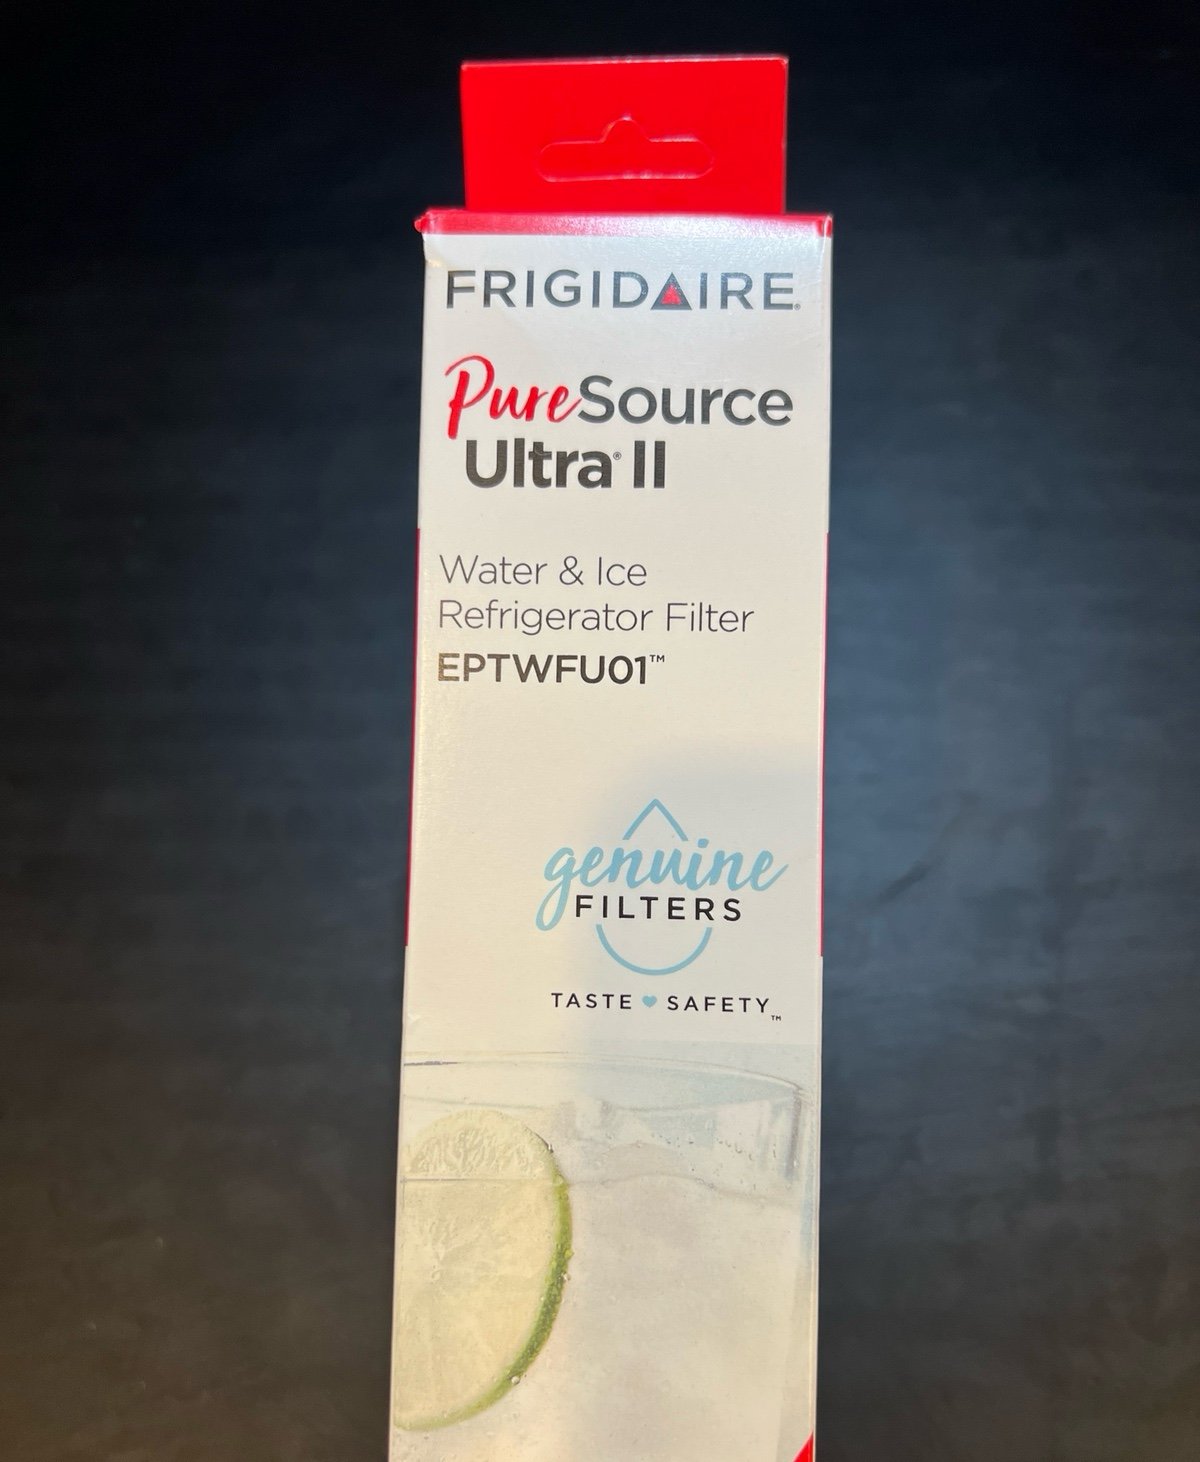 FRIGIDAIRE®
PureSource
Ultra® II
Water & Ice
Refrigerator Filter
EPTWFU01™
genuine
FILTERS
TASTE SAFETY™